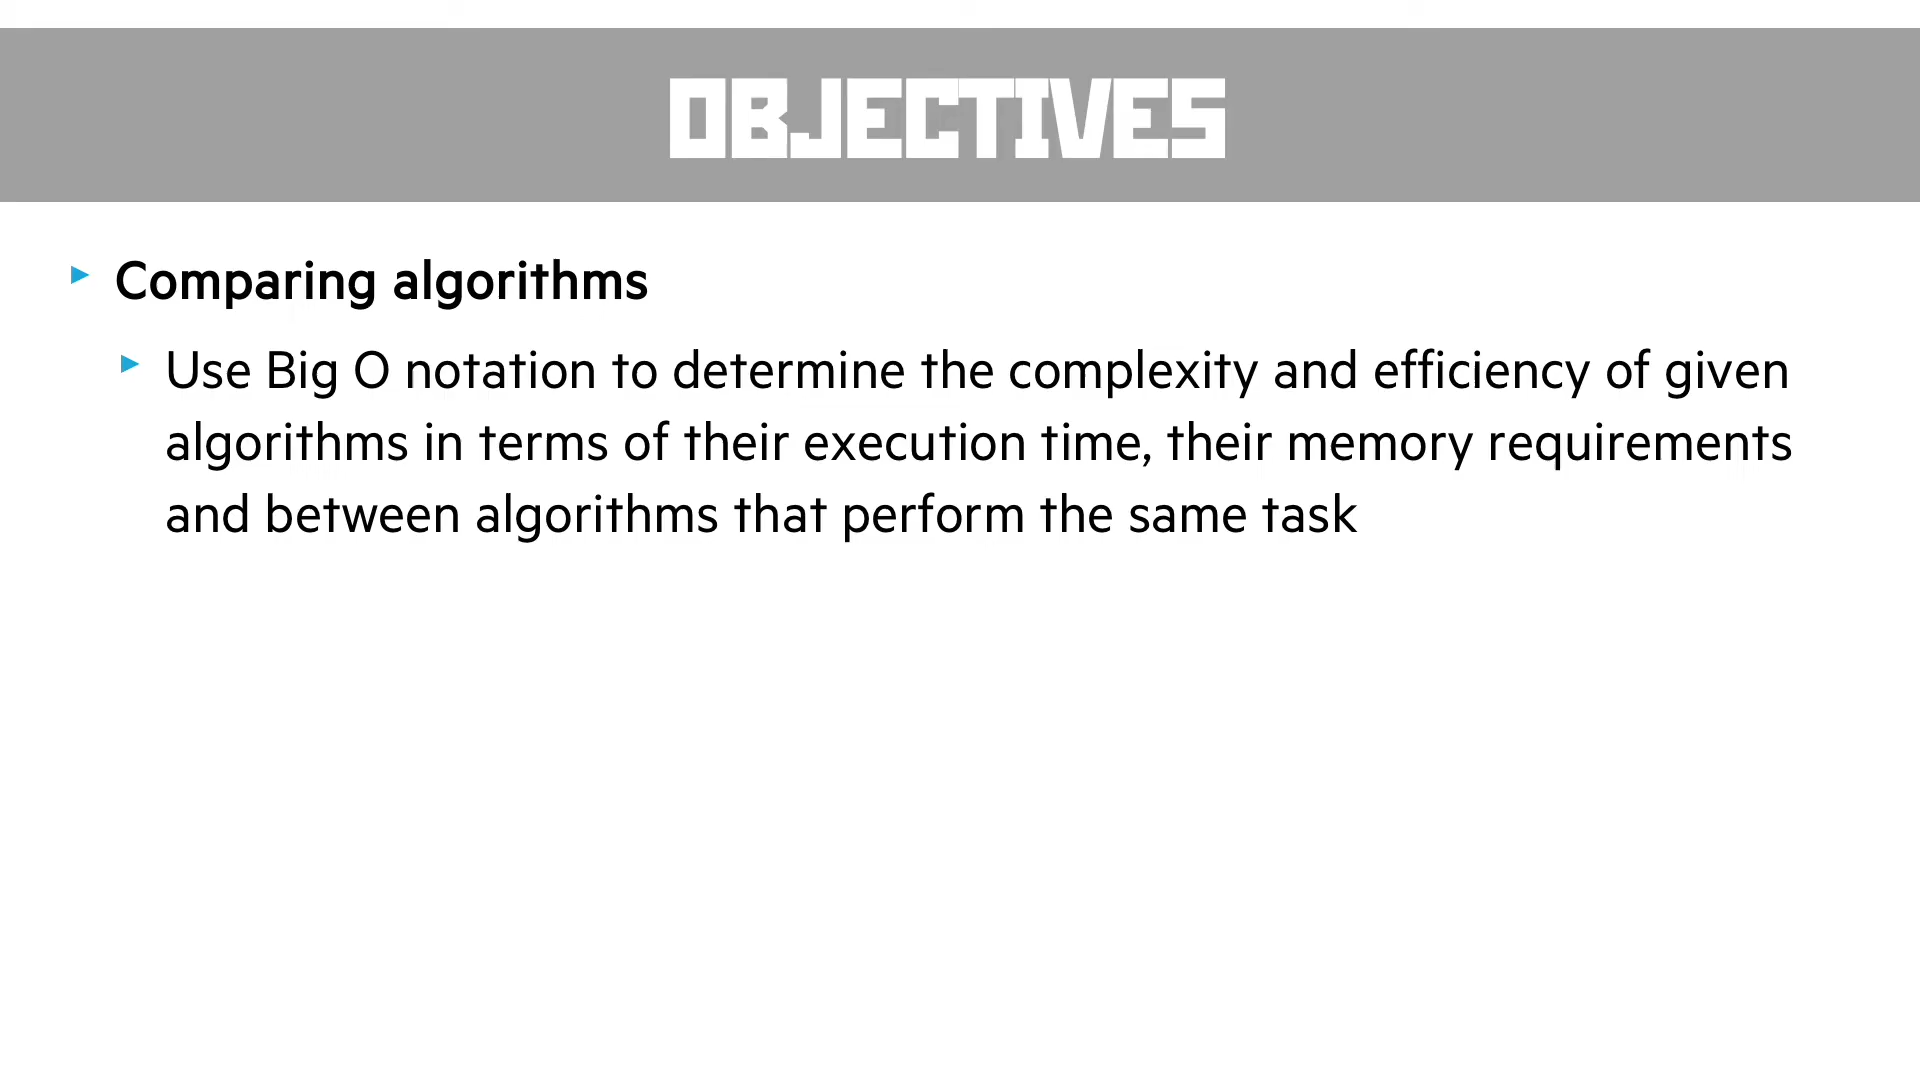 OBJECTIVES
Comparing algorithms
Use Big O notation to determine the complexity and efficiency of given
algorithms in terms of their execution time, their memory requirements
and between algorithms that perform the same task